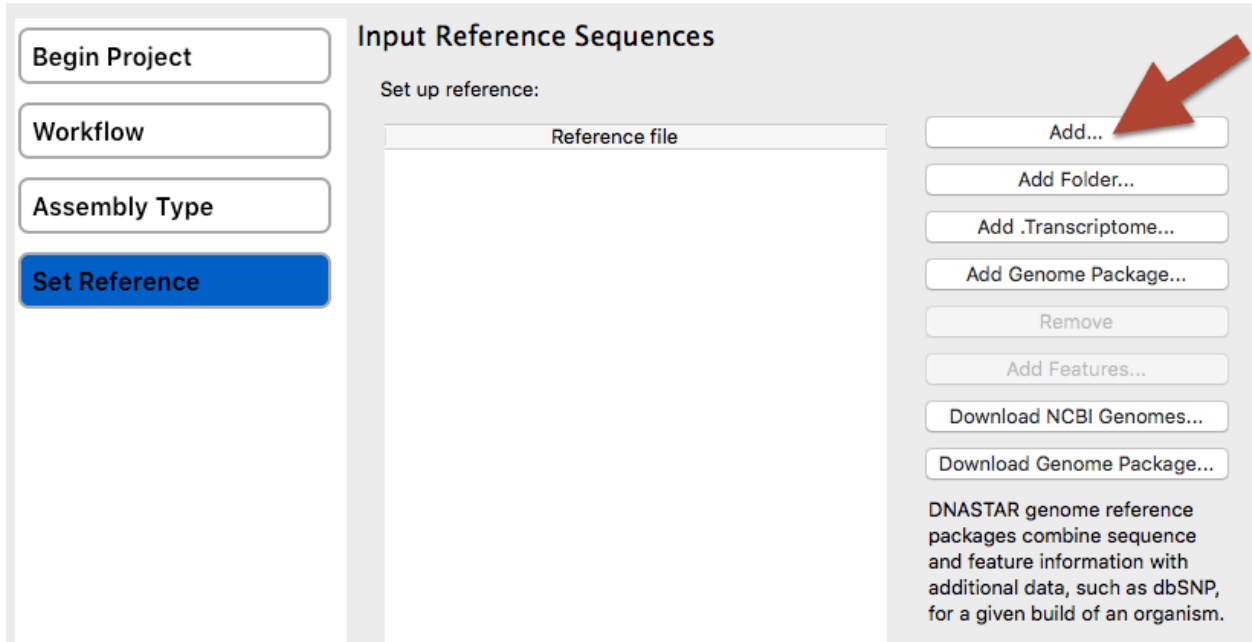 Begin Project
Workflow
Assembly Type
Set Reference
Input Reference Sequences
Set up reference:
Reference file
Add...
Add Folder...
Add .Transcriptome...
Add Genome Package...
Remove
Add Features...
Download NCBI Genomes...
Download Genome Package...
DNASTAR genome reference
packages combine sequence
and feature information with
additional data, such as dbSNP,
for a given build of an organism.